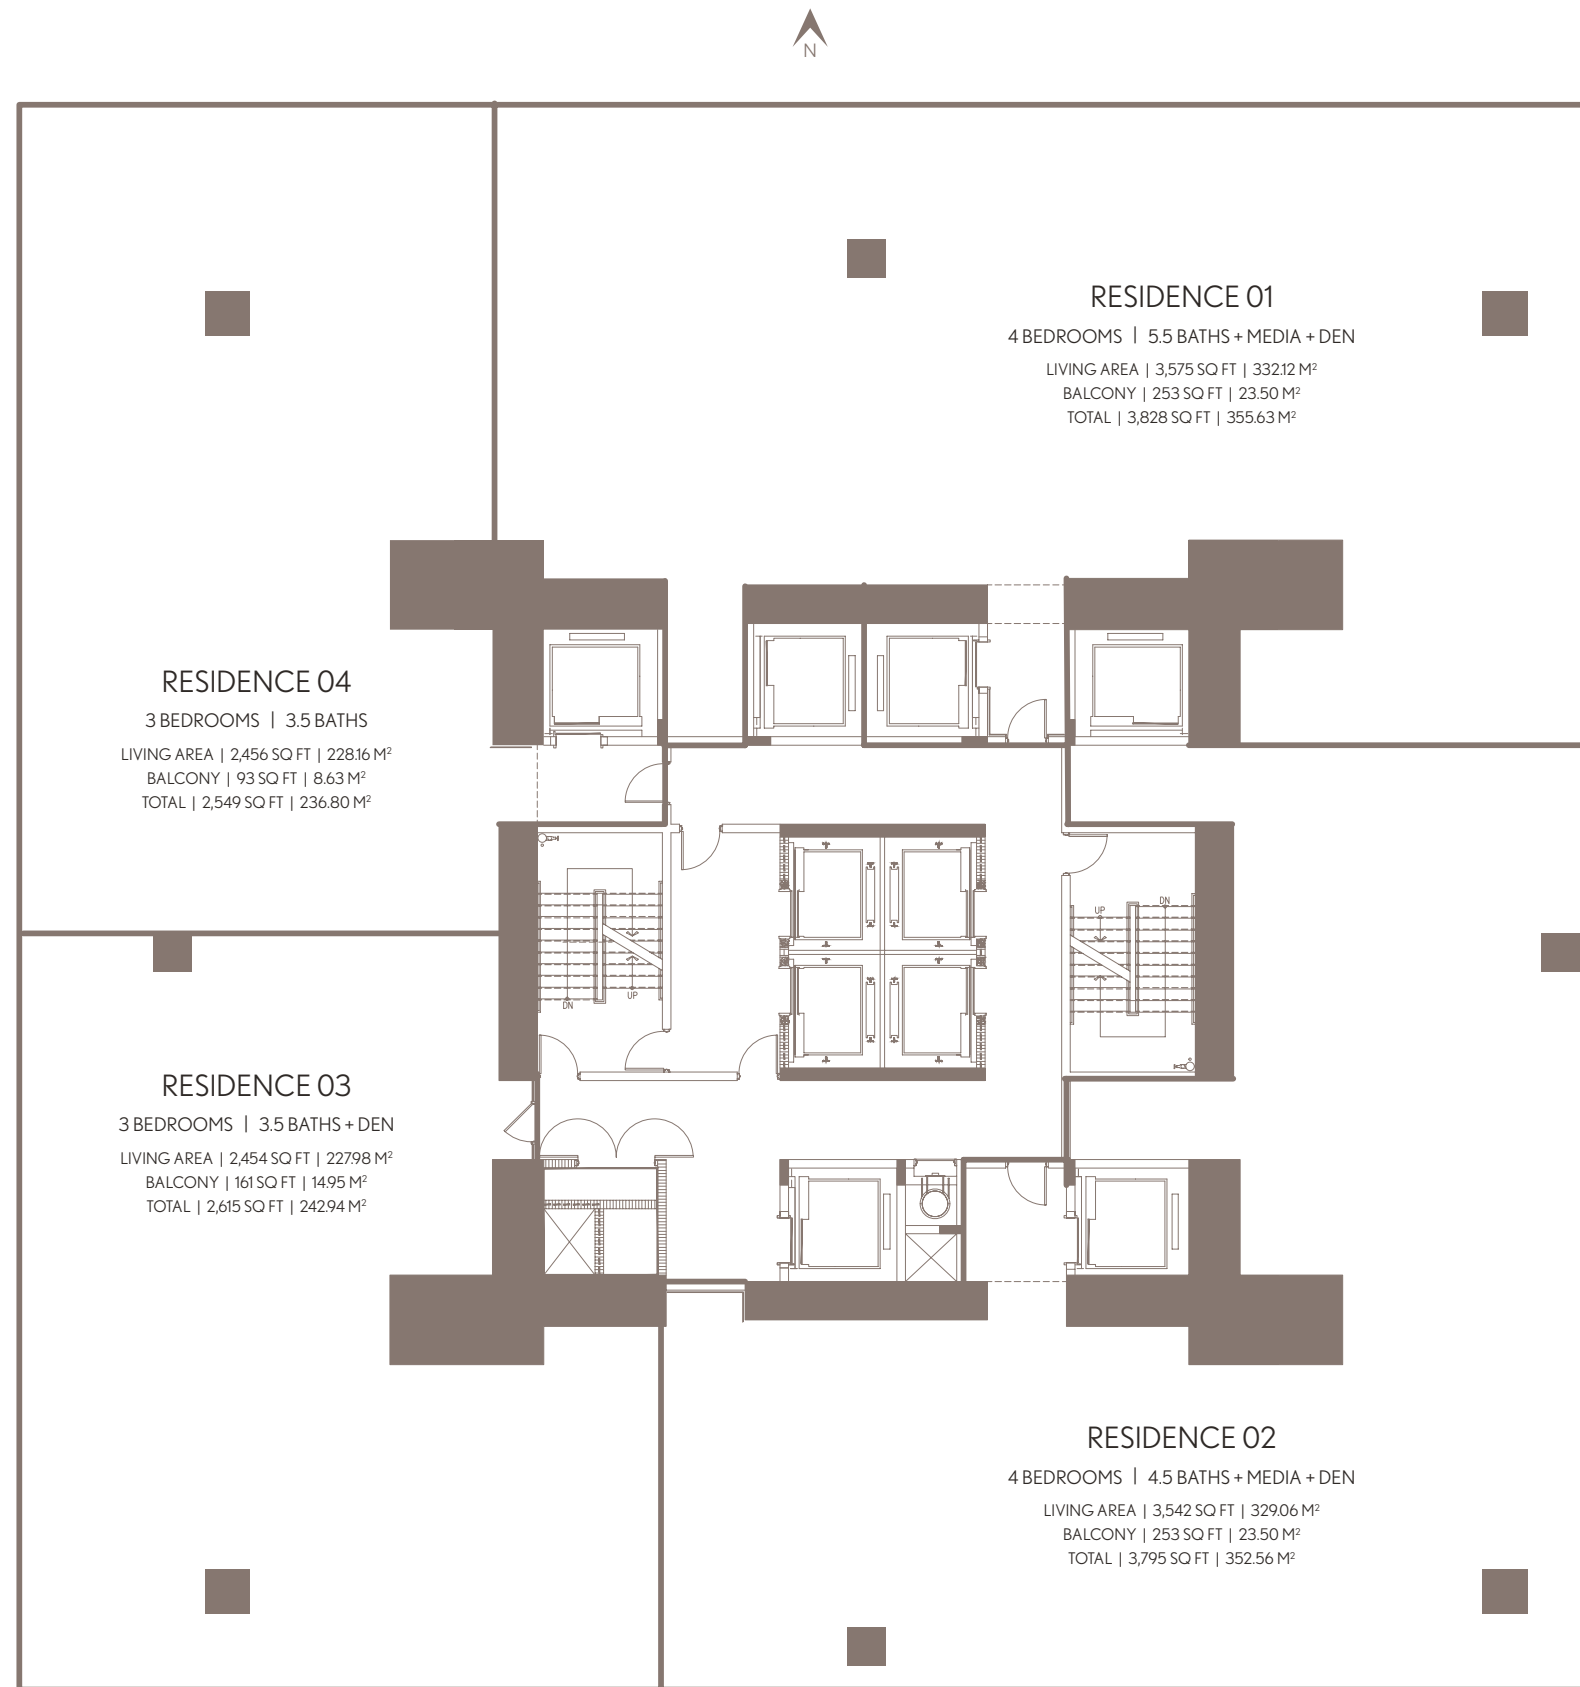 N
RESIDENCE 01
4 BEDROOMS | 5.5 BATHS + MEDIA + DEN
LIVING AREA | 3,575 SQ FT | 332.12 M²
BALCONY | 253 SQ FT | 23.50 M²
TOTAL | 3,828 SQ FT | 355.63 M²
RESIDENCE 04
3 BEDROOMS | 3.5 BATHS
LIVING AREA | 2,456 SQ FT | 228.16 M²
BALCONY | 93 SQ FT | 8.63 M²
TOTAL | 2,549 SQ FT | 236.80 M²
UP
DN
DN
UP
RESIDENCE 03
3 BEDROOMS | 3.5 BATHS + DEN
LIVING AREA | 2,454 SQ FT | 227.98 M²
BALCONY | 161 SQ FT | 14.95 M²
TOTAL | 2,615 SQ FT | 242.94 M²
RESIDENCE 02
4 BEDROOMS | 4.5 BATHS + MEDIA + DEN
LIVING AREA | 3,542 SQ FT | 329.06 M²
BALCONY | 253 SQ FT | 23.50 M²
TOTAL | 3,795 SQ FT | 352.56 M²